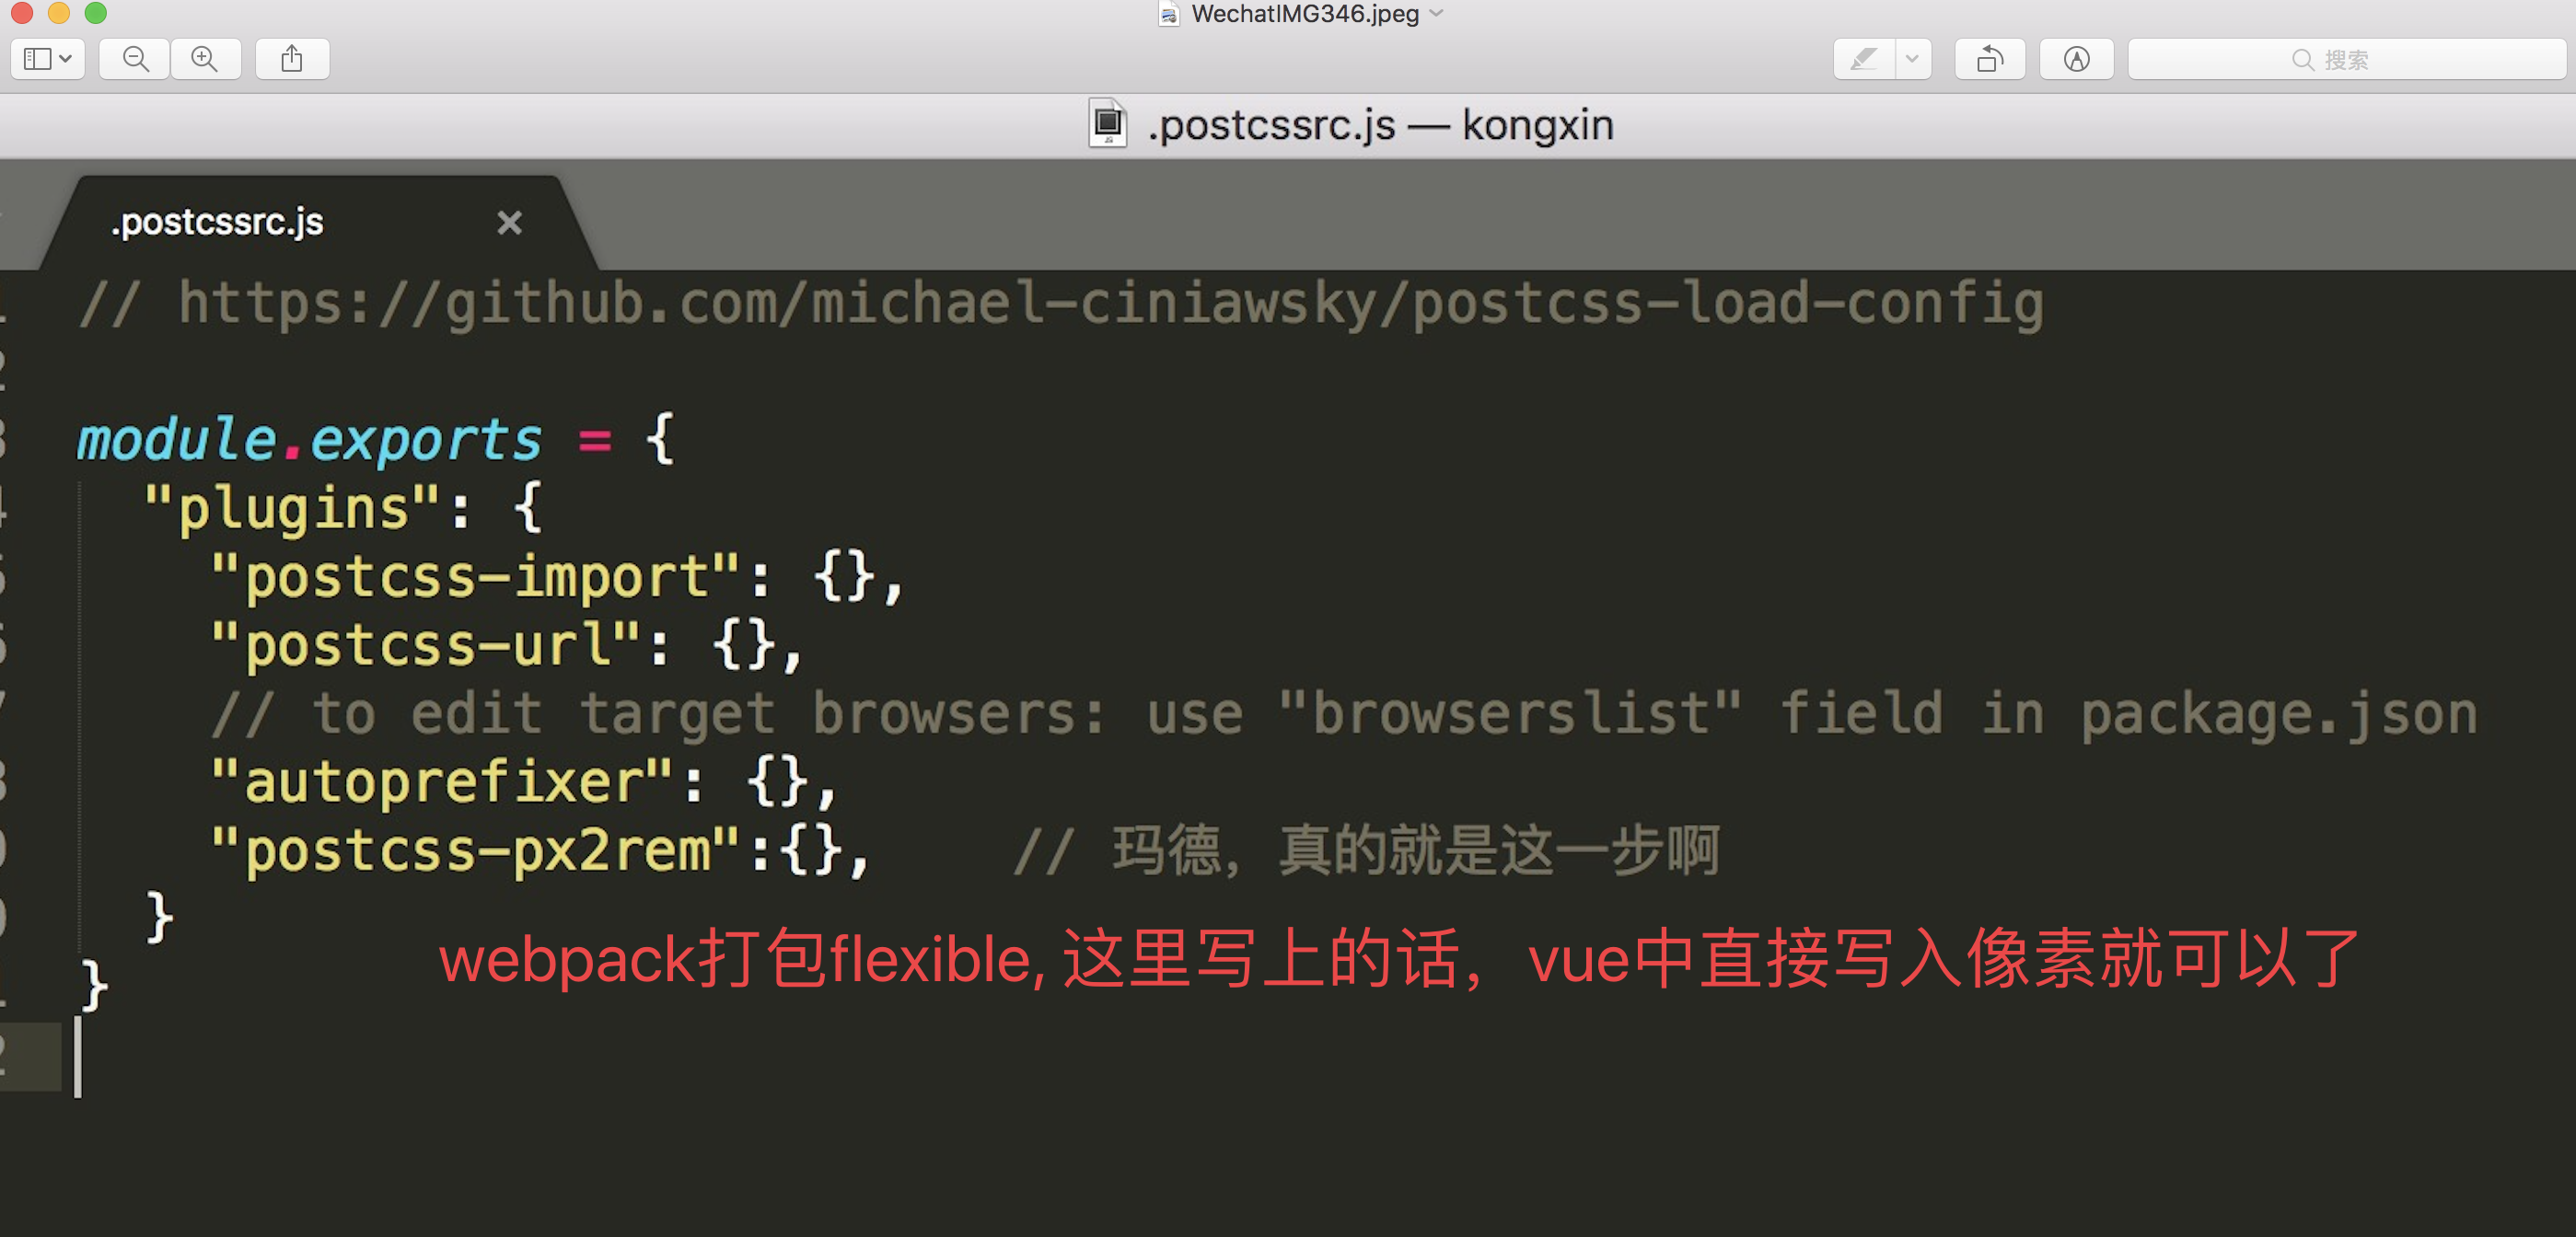 WechatIMG346.jpeg
搜索
.postcssrc.js — kongxin
.postcssrc.js
// https://github.com/michael-ciniawsky/postcss-load-config
module.exports = {
"plugins": {
"postcss-import": {},
"postcss-url": {},
// to edit target browsers: use "browserslist" field in package.json
"autoprefixer": {},
"postcss-px2rem":{}, // 玛德，真的就是这一步啊
}
webpack打包flexible, 这里写上的话，vue中直接写入像素就可以了
}